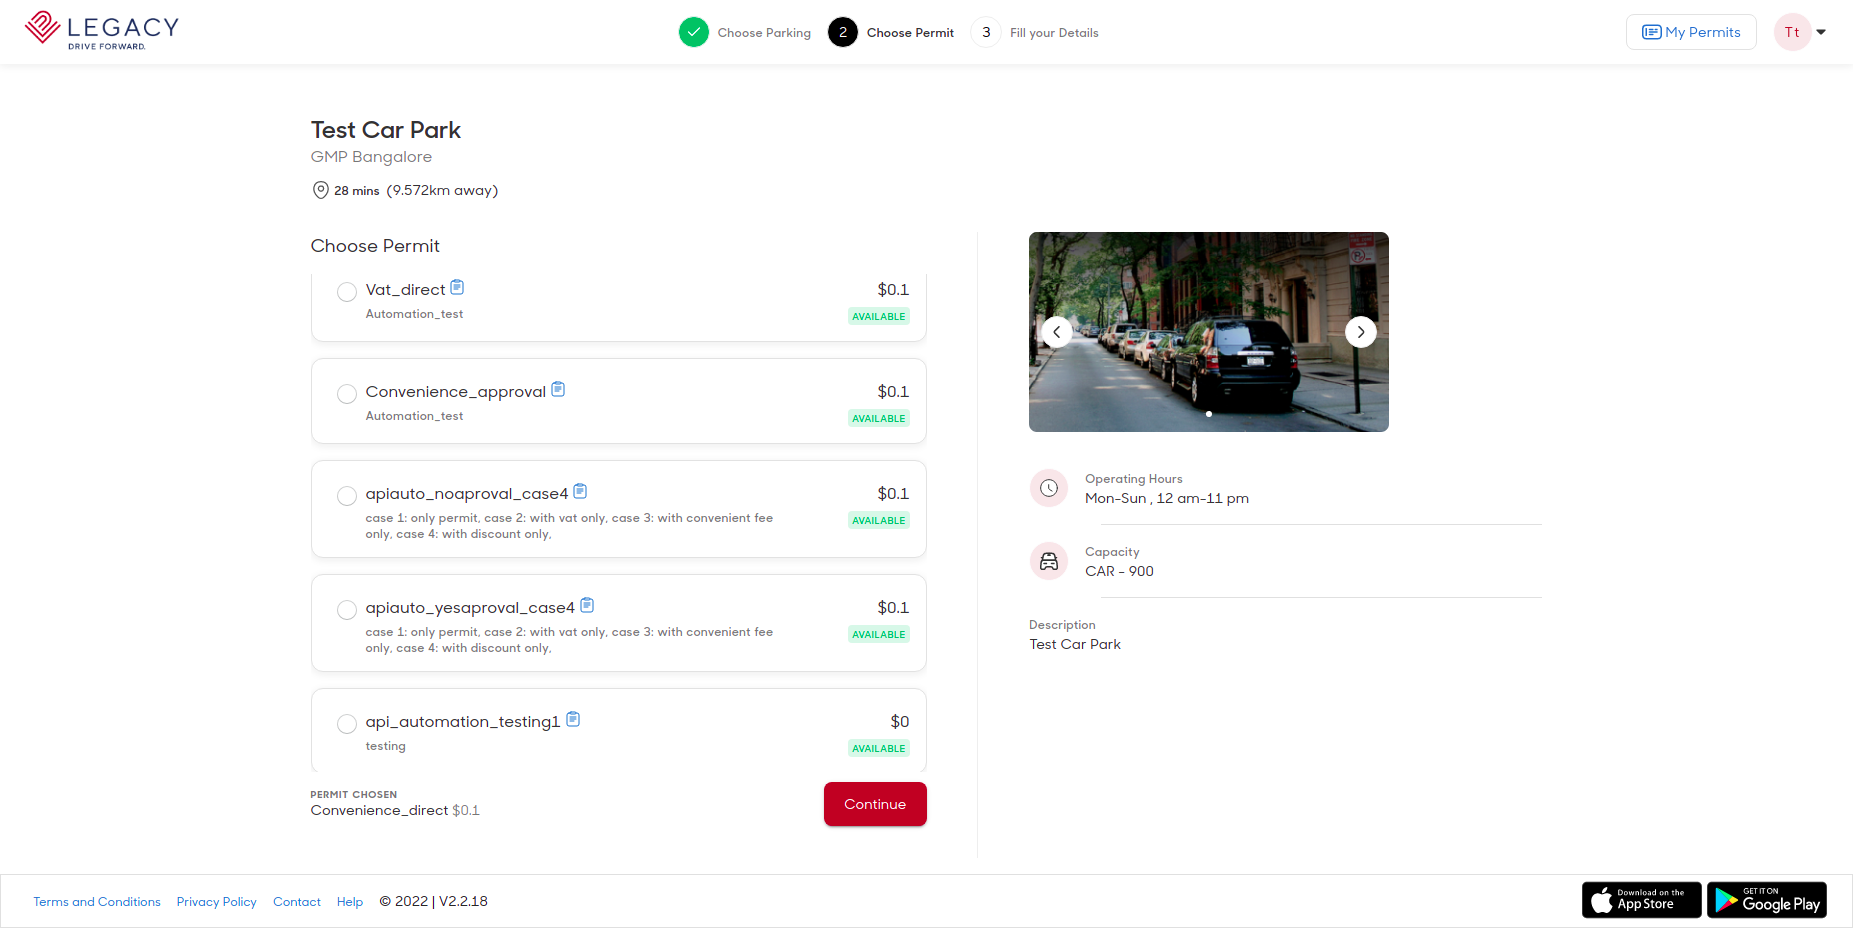 LEGACY
DRIVE FORWARD.
Choose Parking
2 Choose Permit
3 Fill your Details
My Permits
Tt
Test Car Park
GMP Bangalore
28 mins (9.572km away)
Choose Permit
Vat_direct $0.1
Automation_test AVAILABLE
Convenience_approval $0.1
Automation_test AVAILABLE
apiauto_noaproval_case4 $0.1
case 1: only permit, case 2: with vat only, case 3: with convenient fee AVAILABLE
only, case 4: with discount only,
apiauto_yesaproval_case4 $0.1
case 1: only permit, case 2: with vat only, case 3: with convenient fee AVAILABLE
only, case 4: with discount only,
api_automation_testing1 $0
testing AVAILABLE
PERMIT CHOSEN
Convenience_direct $0.1
Continue
Operating Hours
Mon-Sun , 12 am-11 pm
Capacity
CAR - 900
Description
Test Car Park
Terms and Conditions Privacy Policy Contact Help © 2022 | V2.2.18
Download on the
App Store
GET IT ON
Google Play